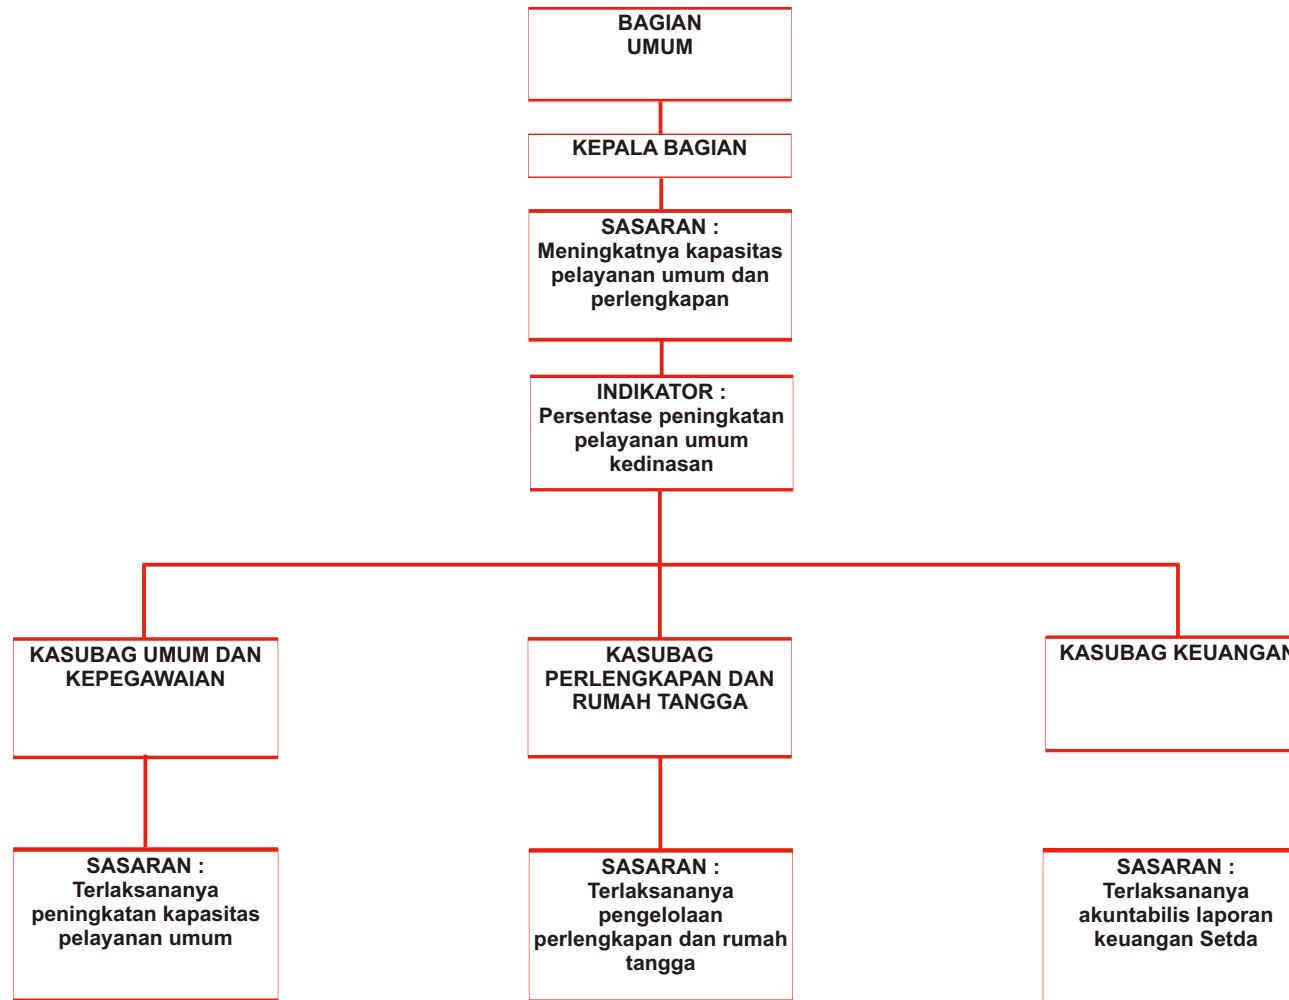 BAGIAN
UMUM
KEPALA BAGIAN
SASARAN :
Meningkatnya kapasitas
pelayanan umum dan
perlengkapan
INDIKATOR :
Persentase peningkatan
pelayanan umum
kedinasan
KASUBAG UMUM DAN
KEPEGAWAIAN
KASUBAG
PERLENGKAPAN DAN
RUMAH TANGGA
KASUBAG KEUANGAN
SASARAN :
Terlaksananya
peningkatan kapasitas
pelayanan umum
SASARAN :
Terlaksananya
pengelolaan
perlengkapan dan rumah
tangga
SASARAN :
Terlaksananya
akuntabilis laporan
keuangan Setda